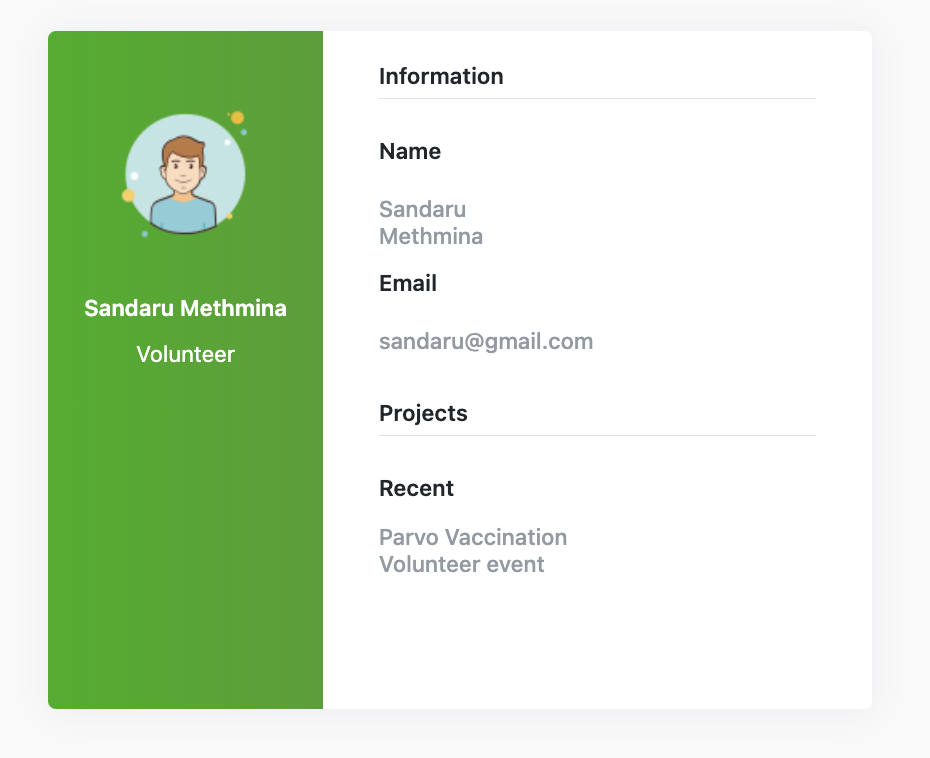 Sandaru Methmina
Volunteer
Information
Name
Sandaru
Methmina
Email
sandaru@gmail.com
Projects
Recent
Parvo Vaccination
Volunteer event